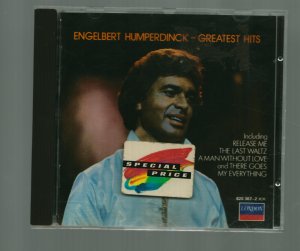 ENGELBERT HUMPERDINCK – GREATEST HITS
Including
RELEASE ME
THE LAST WALTZ
A MAN WITHOUT LOVE
and THERE GOES
MY EVERYTHING
SPECIAL
PRICE
LONDON